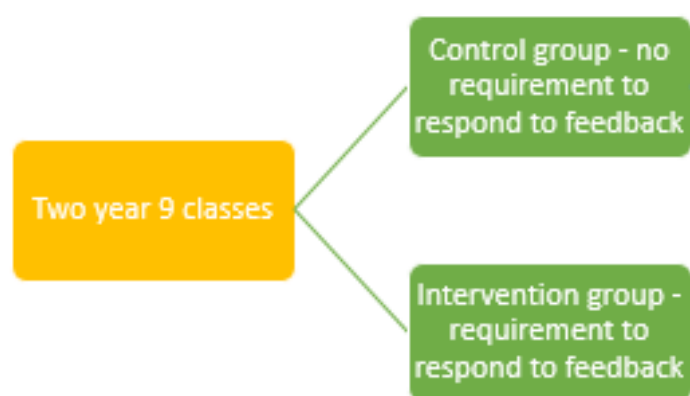 Control group - no
requirement to
respond to feedback
Two year 9 classes
Intervention group -
requirement to
respond to feedback